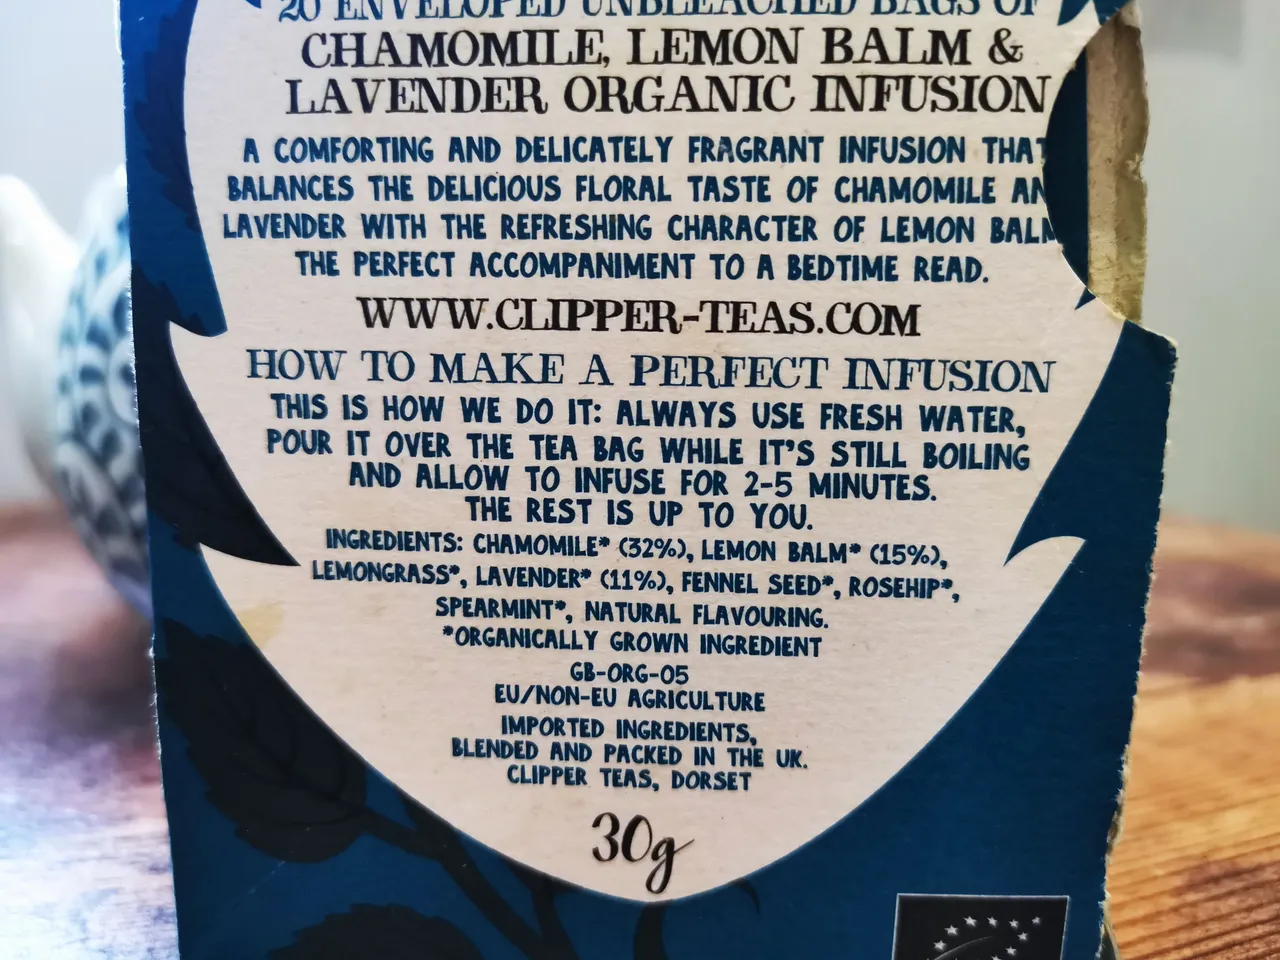 20 ENVELOPED UNBLEACHED BAGS OF
CHAMOMILE, LEMON BALM &
LAVENDER ORGANIC INFUSION
A COMFORTING AND DELICATELY FRAGRANT INFUSION THAT
BALANCES THE DELICIOUS FLORAL TASTE OF CHAMOMILE AN
LAVENDER WITH THE REFRESHING CHARACTER OF LEMON BALM
THE PERFECT ACCOMPANIMENT TO A BEDTIME READ.
WWW.CLIPPER-TEAS.COM
HOW TO MAKE A PERFECT INFUSION
THIS IS HOW WE DO IT: ALWAYS USE FRESH WATER,
POUR IT OVER THE TEA BAG WHILE IT'S STILL BOILING
AND ALLOW TO INFUSE FOR 2-5 MINUTES.
THE REST IS UP TO YOU.
INGREDIENTS: CHAMOMILE* (32%), LEMON BALM* (15%),
LEMONGRASS*, LAVENDER* (11%), FENNEL SEED*, ROSEHIP*,
SPEARMINT*, NATURAL FLAVOURING.
*ORGANICALLY GROWN INGREDIENT
GB-ORG-05
EU/NON-EU AGRICULTURE
IMPORTED INGREDIENTS,
BLENDED AND PACKED IN THE UK.
CLIPPER TEAS, DORSET
30g